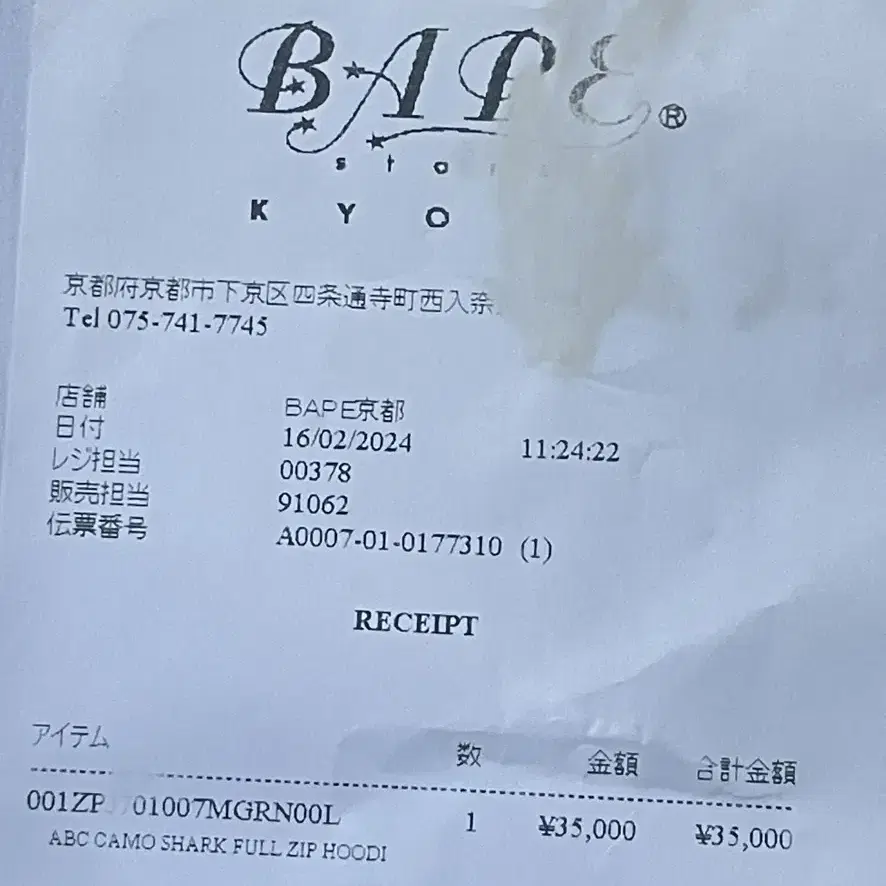 BAPE®
KYO
京都府京都市下京区四条通寺町西入奈
Tel 075-741-7745
店舗 BAPE京都
日付 16/02/2024 11:24:22
レジ担当 00378
販売担当 91062
伝票番号 A0007-01-0177310 (1)
RECEIPT
アイテム 数 金額 合計金額
1 ¥35,000 ¥35,000
ABC CAMO SHARK FULL ZIP HOODI